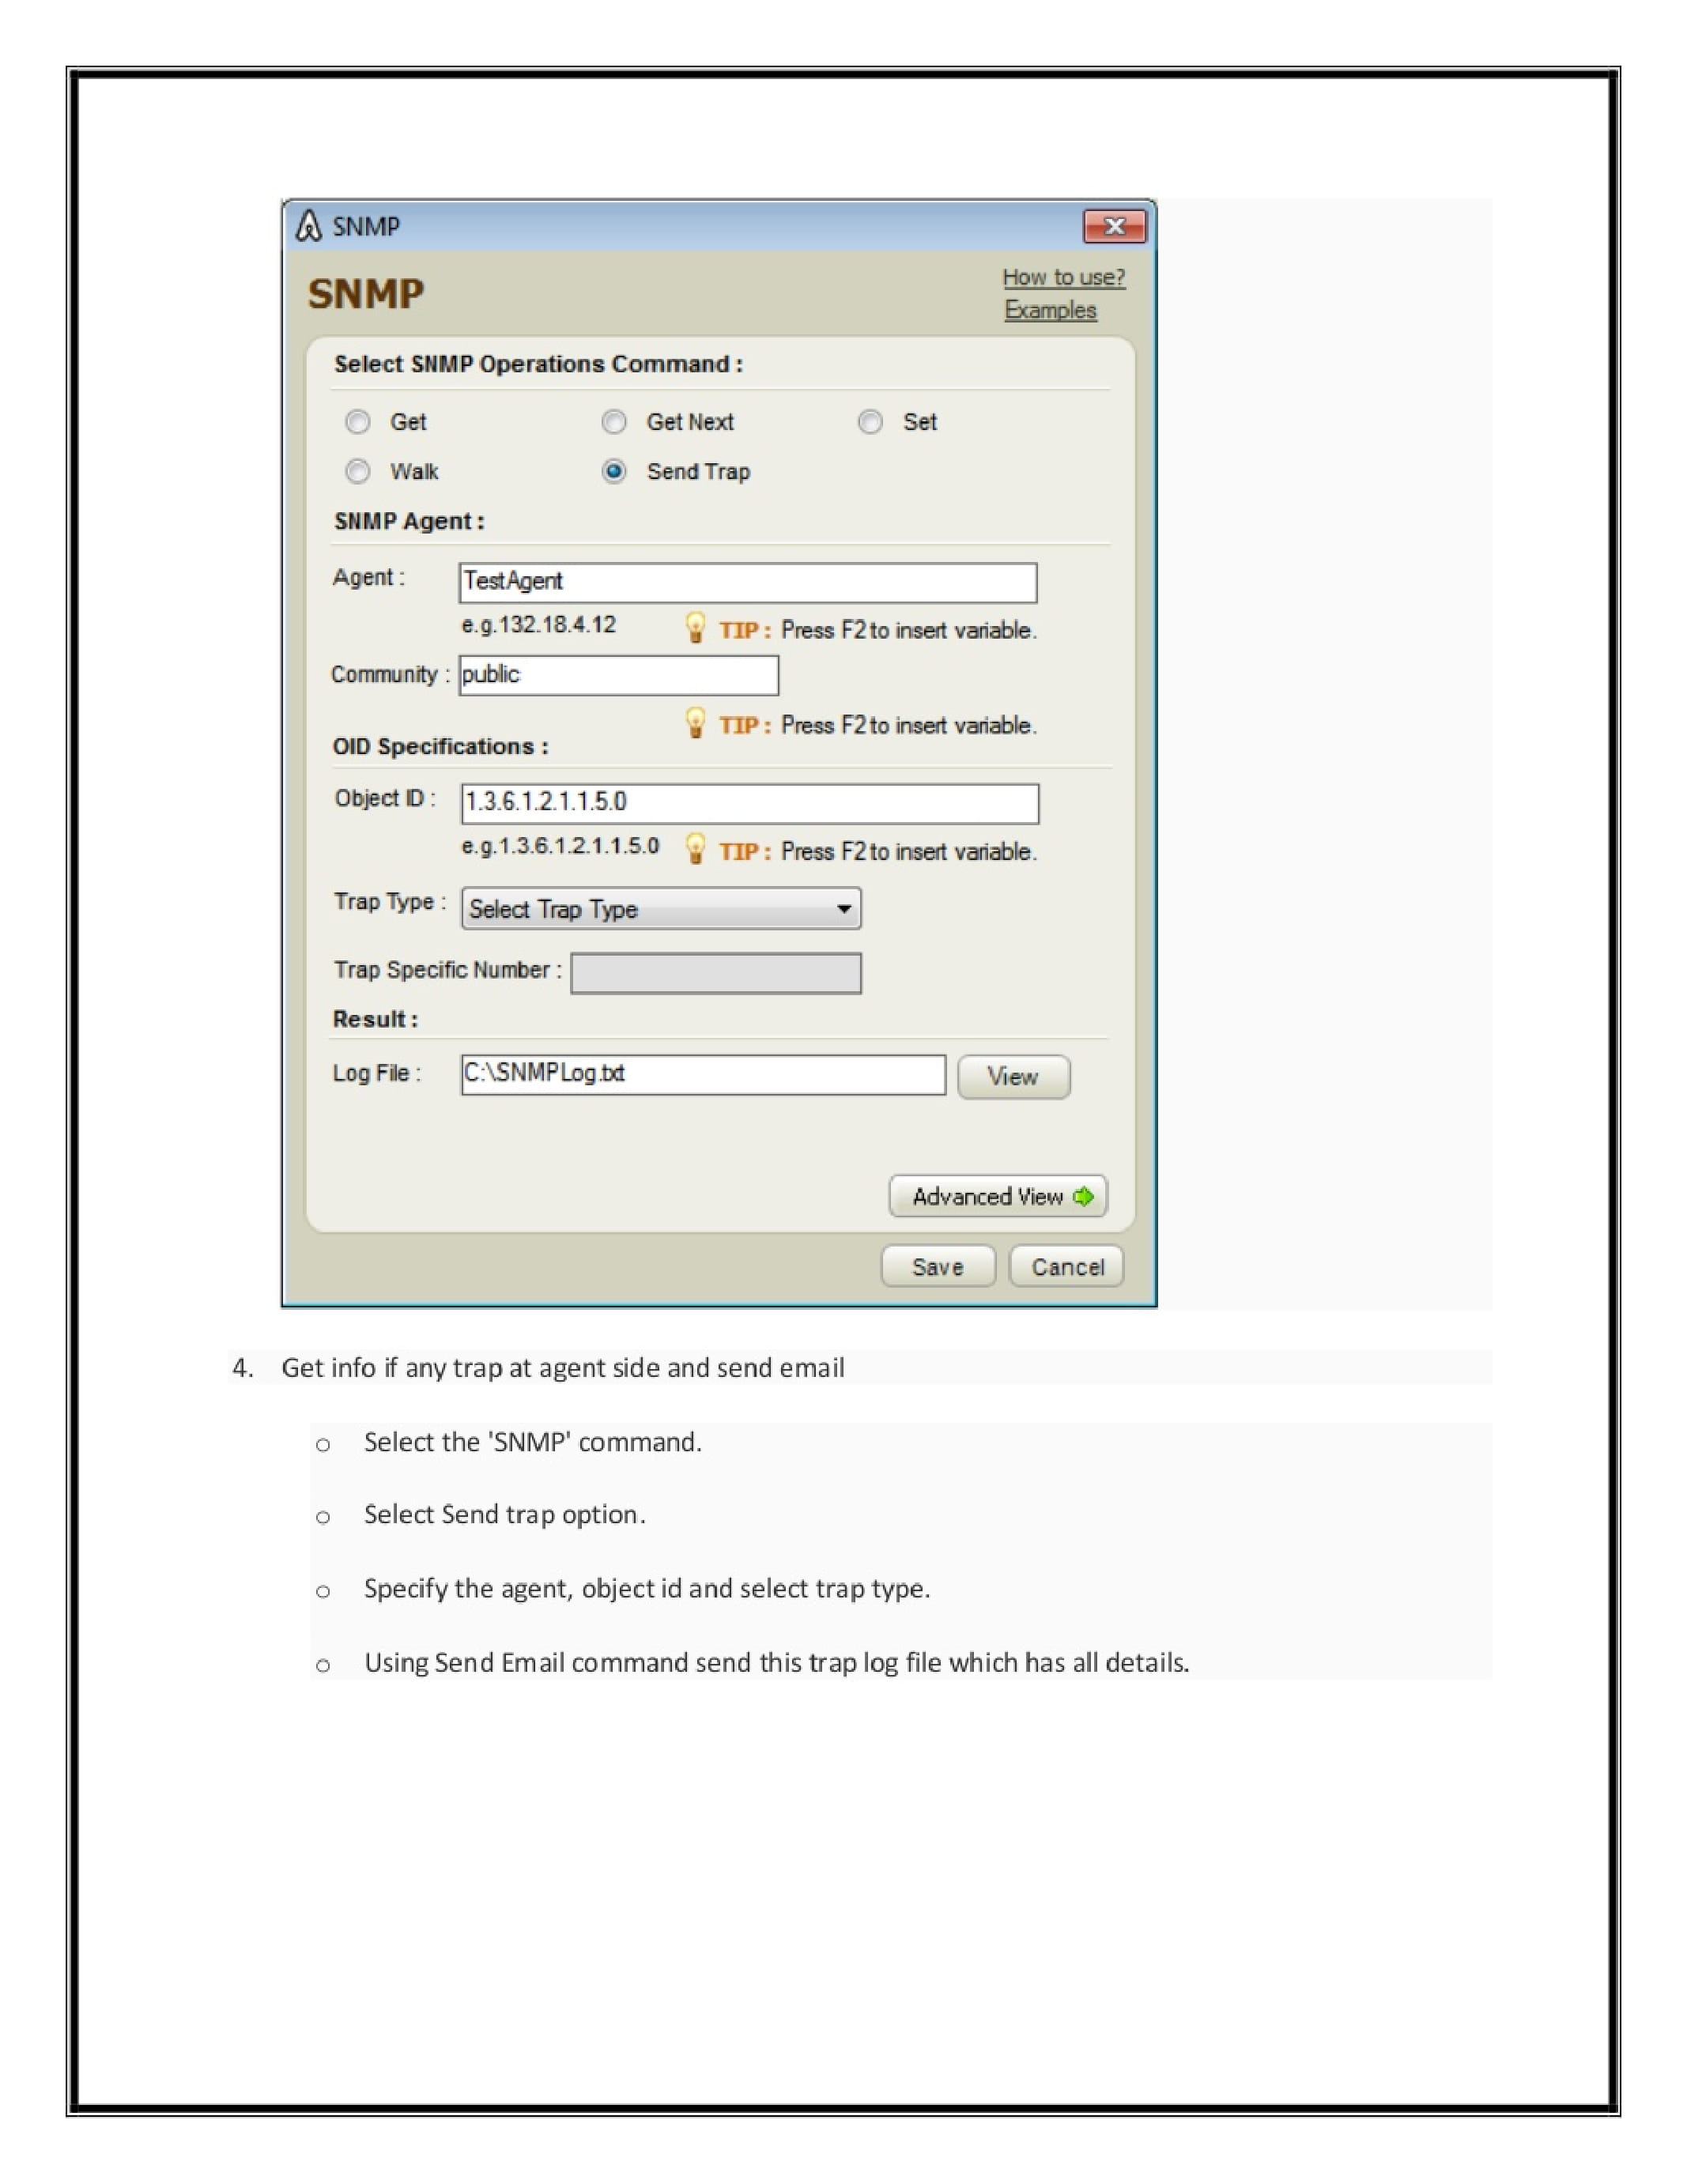 SNMP
SNMP
How to use?
Examples
Select SNMP Operations Command :
Get Get Next Set
Walk Send Trap
SNMP Agent :
Agent : TestAgent
e.g.132.18.4.12 TIP : Press F2 to insert variable.
Community : public
TIP : Press F2 to insert variable.
OID Specifications :
Object ID : 1.3.6.1.2.1.1.5.0
e.g.1.3.6.1.2.1.1.5.0 TIP : Press F2 to insert variable.
Trap Type : Select Trap Type
Trap Specific Number :
Result :
Log File : C:\SNMPLog.txt View
Advanced View
Save Cancel
4. Get info if any trap at agent side and send email
o Select the 'SNMP' command.
o Select Send trap option.
o Specify the agent, object id and select trap type.
o Using Send Email command send this trap log file which has all details.